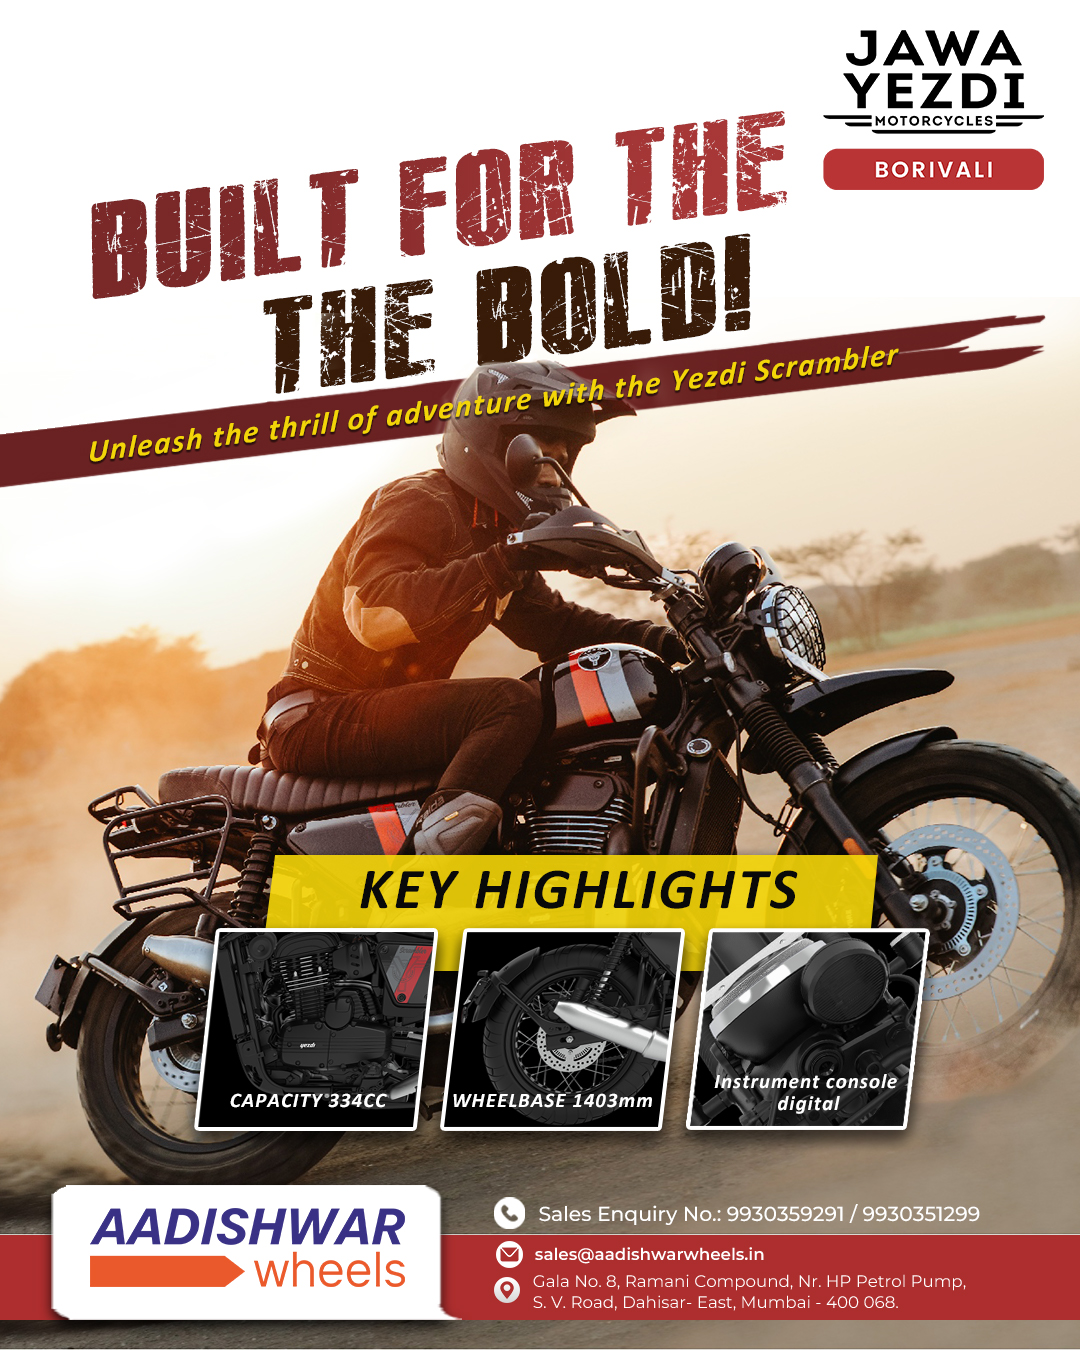 JAWA
YEZDI
MOTORCYCLES
BORIVALI
BUILT FOR THE
THE BOLD!
Unleash the thrill of adventure with the Yezdi Scrambler
KEY HIGHLIGHTS
yezdi
CAPACITY 334CC
WHEELBASE 1403mm
Instrument console
digital
AADISHWAR
wheels
Sales Enquiry No.: 9930359291 / 9930351299
sales@aadishwarwheels.in
Gala No. 8, Ramani Compound, Nr. HP Petrol Pump,
S. V. Road, Dahisar- East, Mumbai - 400 068.